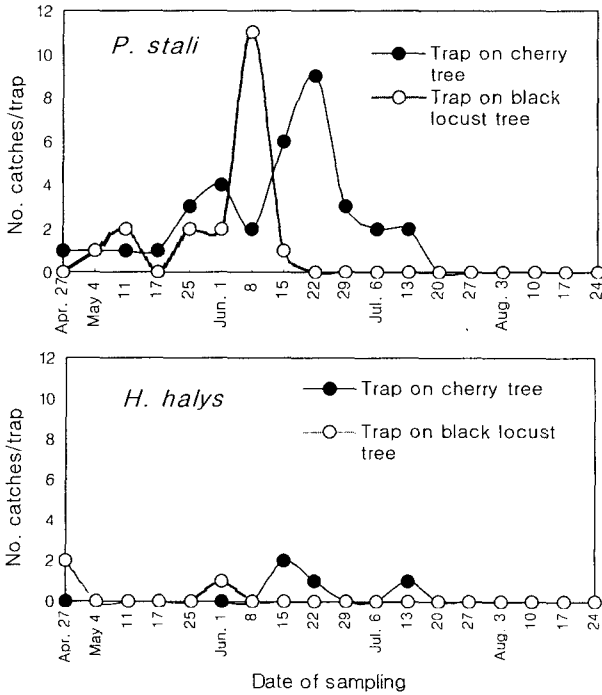 12
10
8
6
4
2
0
No. catches/trap
P. stali
Trap on cherry
tree
Trap on black
locust tree
Apr. 27
May 4
11
17
25
Jun. 1
8
15
22
29
Jul. 6
13
20
27
Aug. 3
10
17
24
12
10
8
6
4
2
0
No. catches/trap
H. halys
Trap on cherry tree
Trap on black locust
tree
Apr. 27
May 4
11
17
25
Jun. 1
8
15
22
29
Jul. 6
13
20
27
Aug. 3
10
17
24
Date of sampling